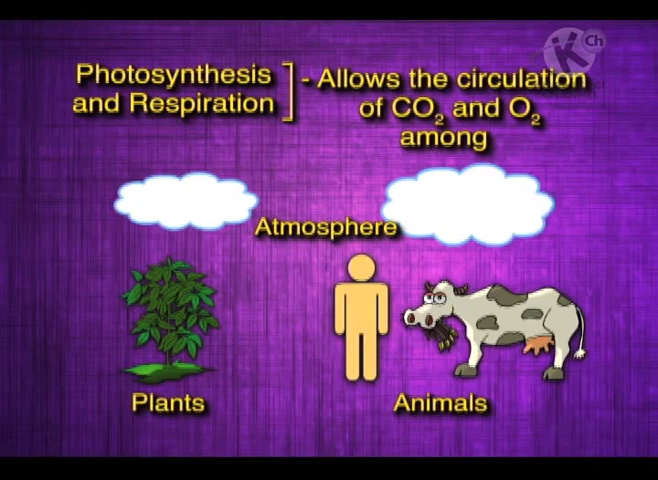 Photosynthesis
and Respiration
- Allows the circulation
of CO₂ and O₂
among
Atmosphere
Plants
Animals
K Ch